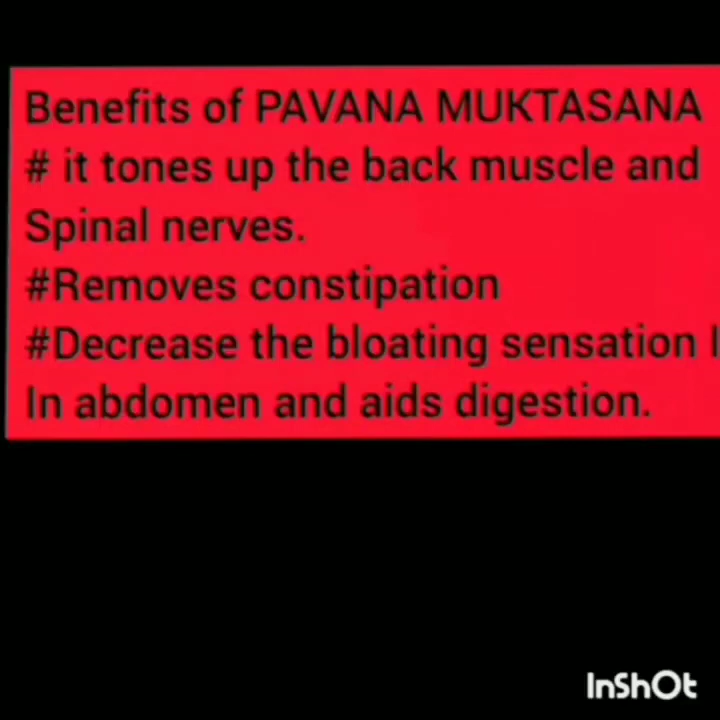 Benefits of PAVANA MUKTASANA
# it tones up the back muscle and
Spinal nerves.
#Removes constipation
#Decrease the bloating sensation I
In abdomen and aids digestion.
InShOt